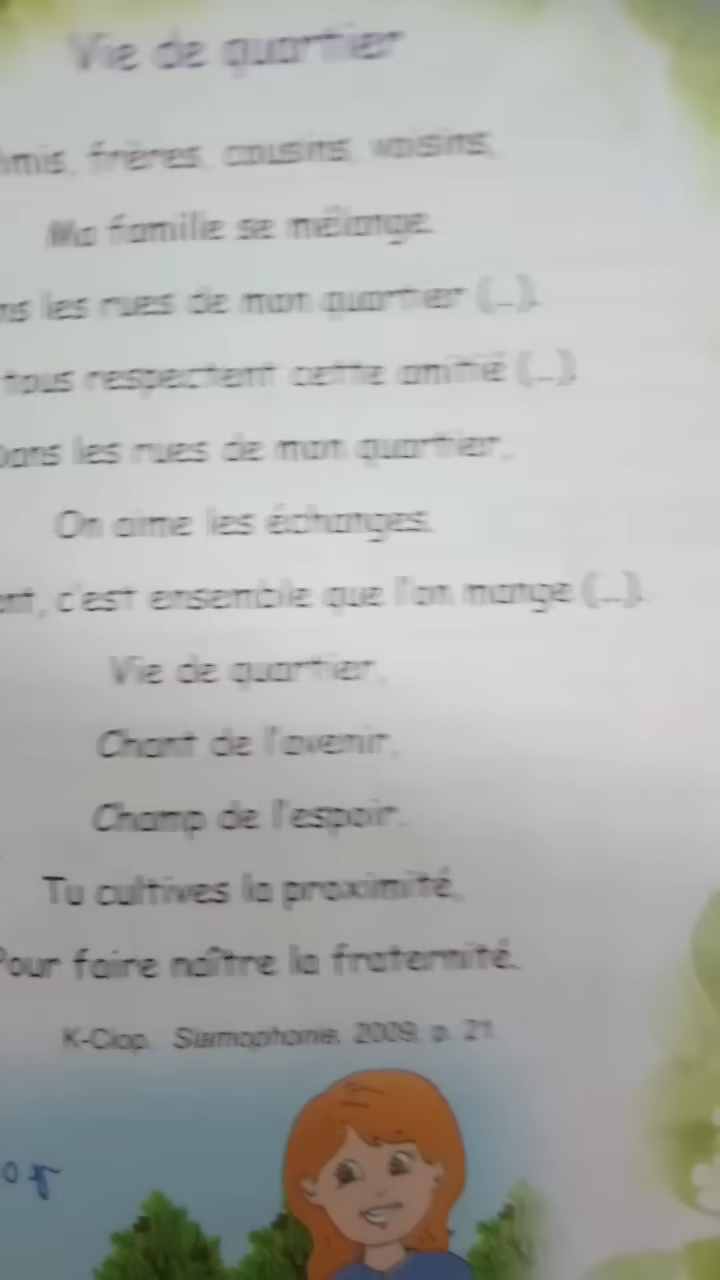 Vie de quartier
Amis, frères, cousins, voisins,
Ma famille se mélange.
les rues de mon quartier (...).
tous respectent cette amitié (...).
Dans les rues de mon quartier,
On aime les échanges.
c'est ensemble que l'on mange (...).
Vie de quartier,
Chant de l'avenir,
Champ de l'espoir.
Tu cultives la proximité,
Pour faire naître la fraternité.
2009, p. 21.